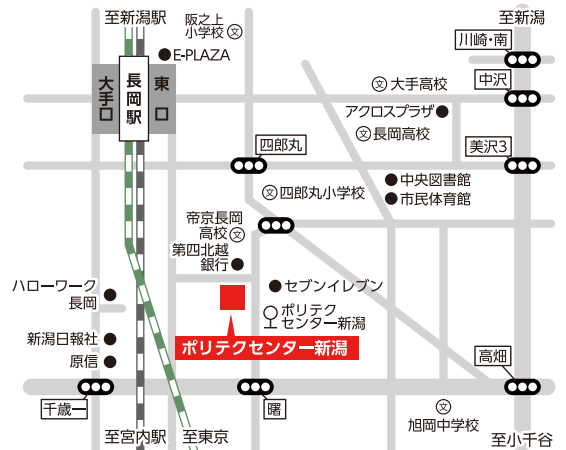 至新潟駅
阪之上
小学校
文
至新潟
E-PLAZA
川崎・南
中沢
大手口
長岡駅
東口
文
大手高校
アクロスプラザ
文
長岡高校
四郎丸
美沢3
中央図書館
文
四郎丸小学校
市民体育館
帝京長岡
高校
文
第四北越
銀行
ハローワーク
長岡
セブンイレブン
ポリテク
センター新潟
新潟日報社
ポリテクセンター新潟
原信
高畑
千歳一
曙
文
旭岡中学校
至宮内駅
至東京
至小千谷